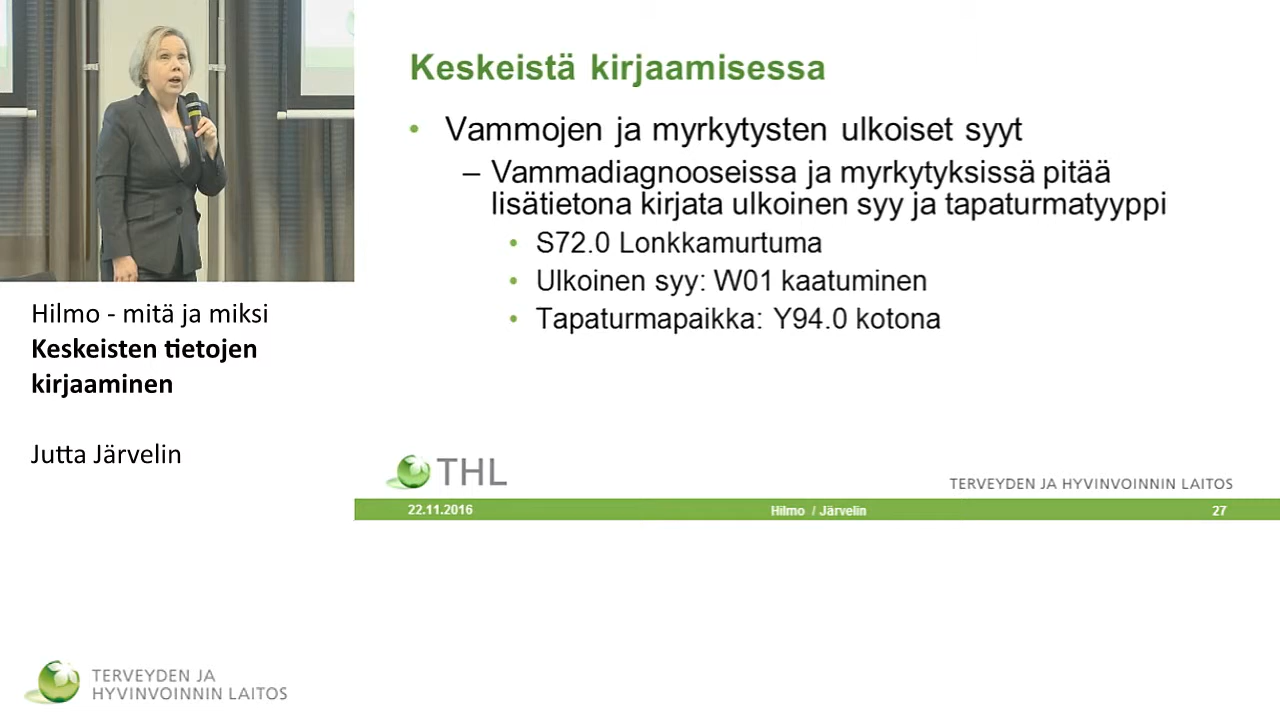 Keskeistä kirjaamisessa
• Vammojen ja myrkytysten ulkoiset syyt
– Vammadiagnooseissa ja myrkytyksissä pitää
lisätietona kirjata ulkoinen syy ja tapaturmatyyppi
• S72.0 Lonkkamurtuma
• Ulkoinen syy: W01 kaatuminen
• Tapaturmapaikka: Y94.0 kotona
THL
TERVEYDEN JA HYVINVOINNIN LAITOS
22.11.2016 Hilmo / Järvelin 27
Hilmo - mitä ja miksi
Keskeisten tietojen
kirjaaminen
Jutta Järvelin
TERVEYDEN JA
HYVINVOINNIN LAITOS